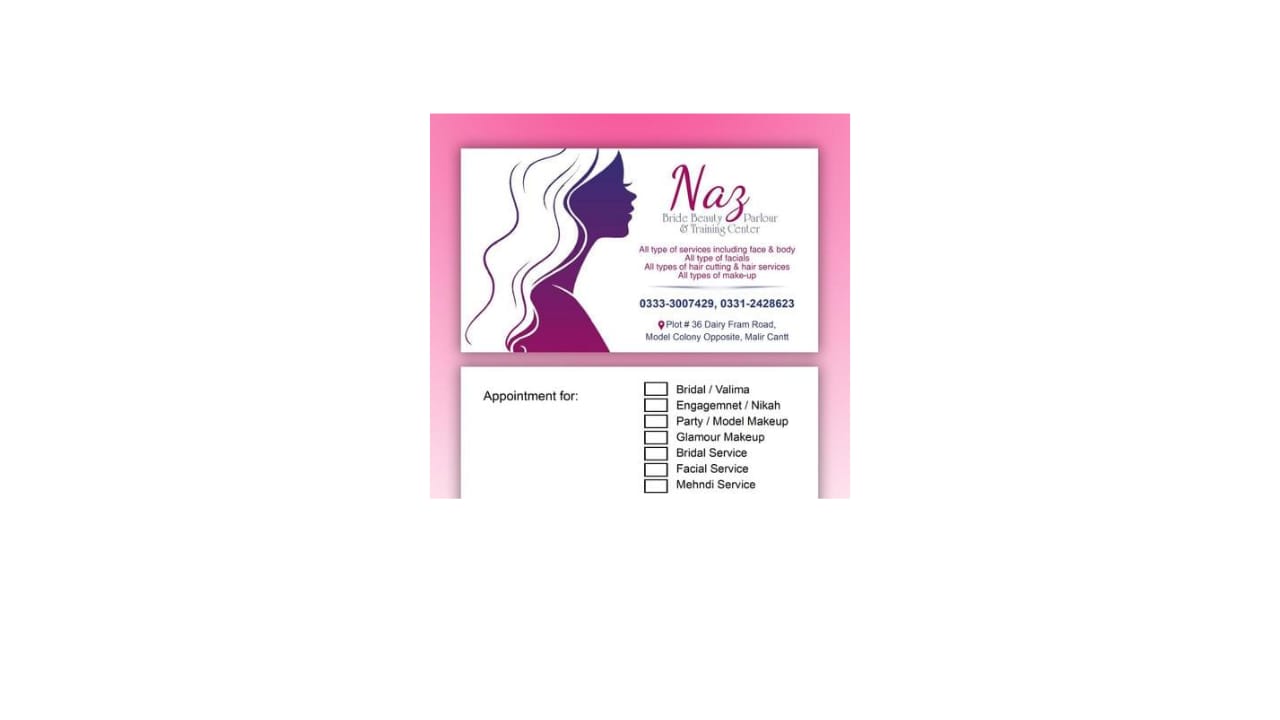 Naz
Bride Beauty Parlour
& Training Center
All type of services including face & body
All type of facials
All types of hair cutting & hair services
All types of make-up
0333-3007429, 0331-2428623
Plot # 36 Dairy Fram Road,
Model Colony Opposite, Malir Cantt
Appointment for:
Bridal / Valima
Engagemnet / Nikah
Party / Model Makeup
Glamour Makeup
Bridal Service
Facial Service
Mehndi Service